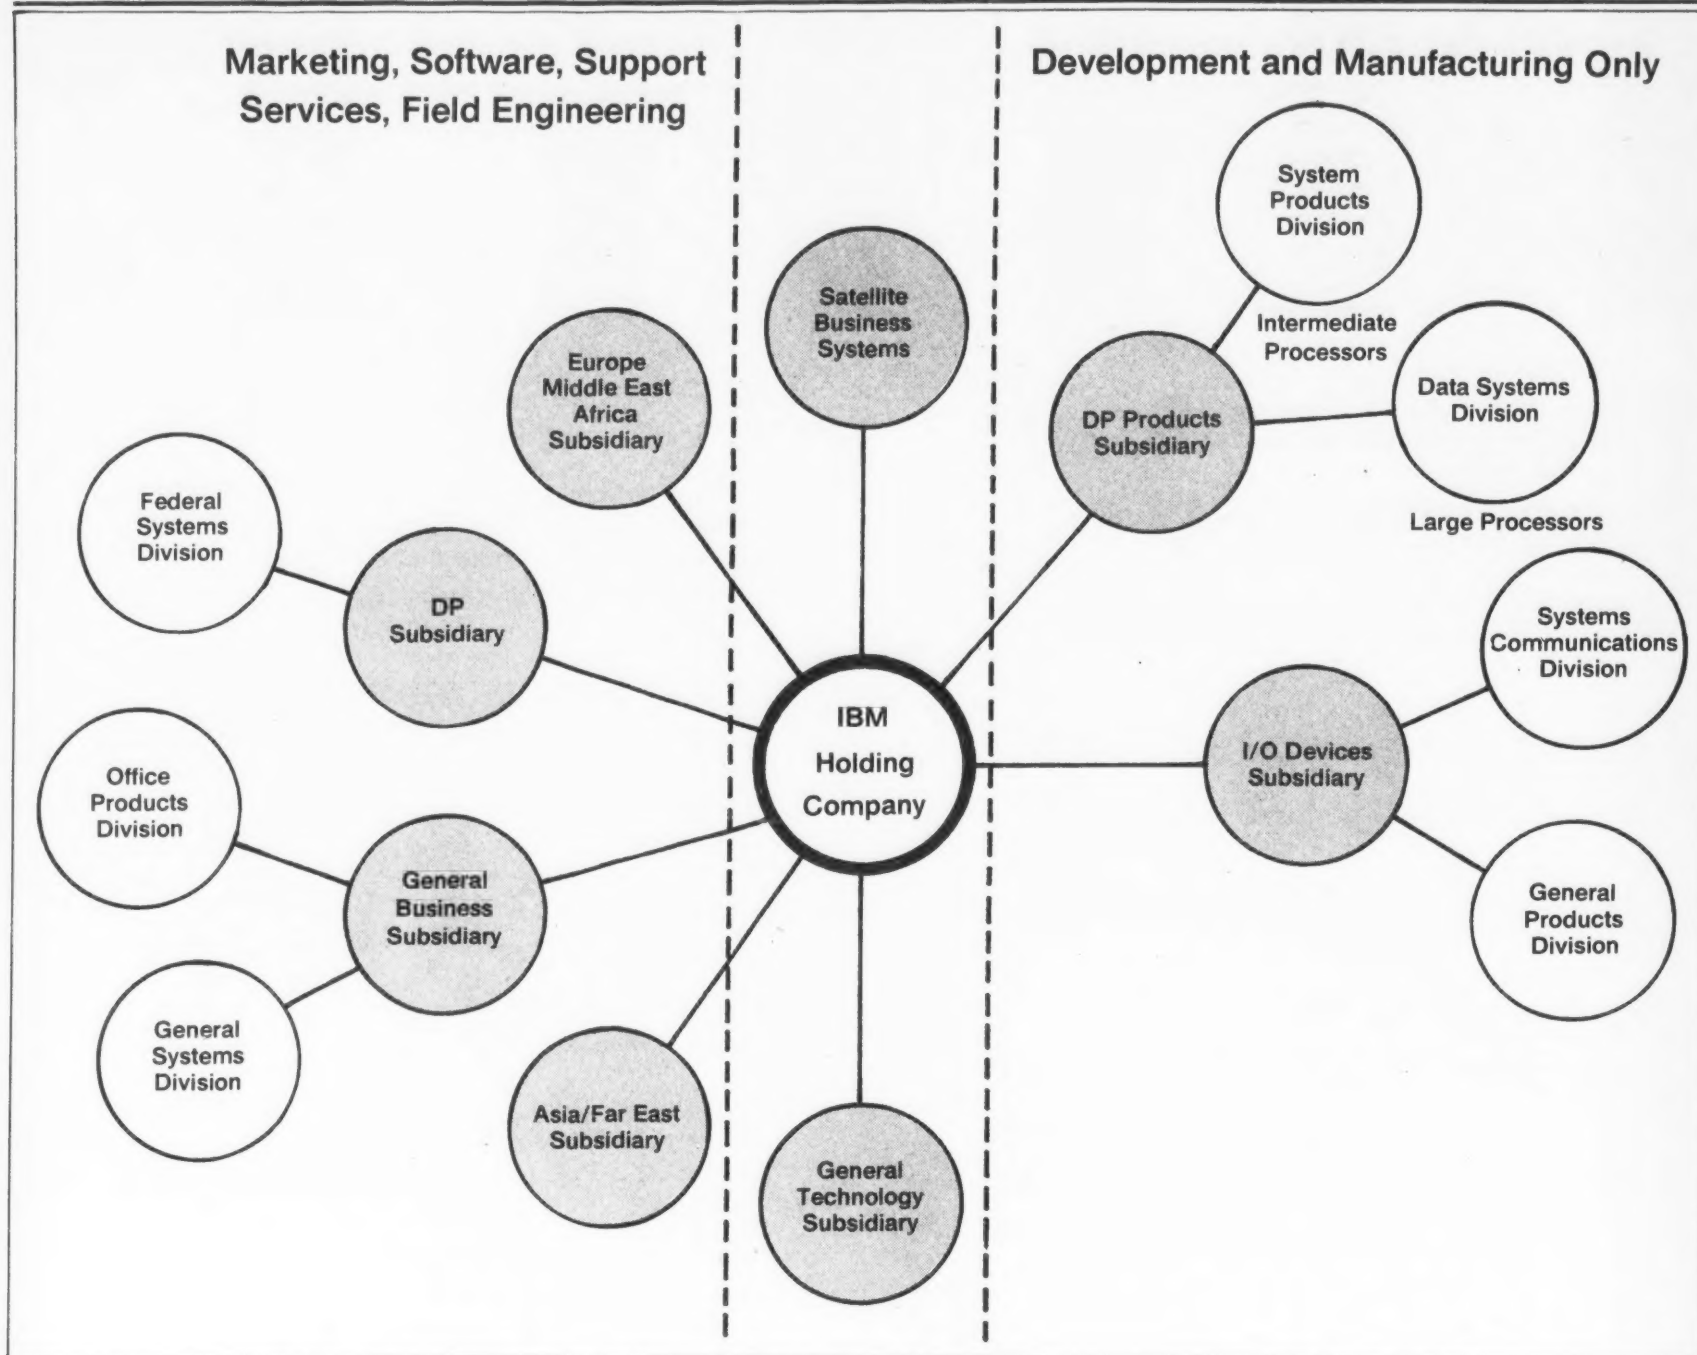 Marketing, Software, Support
Services, Field Engineering
Development and Manufacturing Only
System
Products
Division
Satellite
Business
Systems
Intermediate
Processors
Europe
Middle East
Africa
Subsidiary
DP Products
Subsidiary
Data Systems
Division
Large Processors
Federal
Systems
Division
DP
Subsidiary
Systems
Communications
Division
IBM
Holding
Company
I/O Devices
Subsidiary
Office
Products
Division
General
Business
Subsidiary
General
Products
Division
General
Systems
Division
Asia/Far East
Subsidiary
General
Technology
Subsidiary